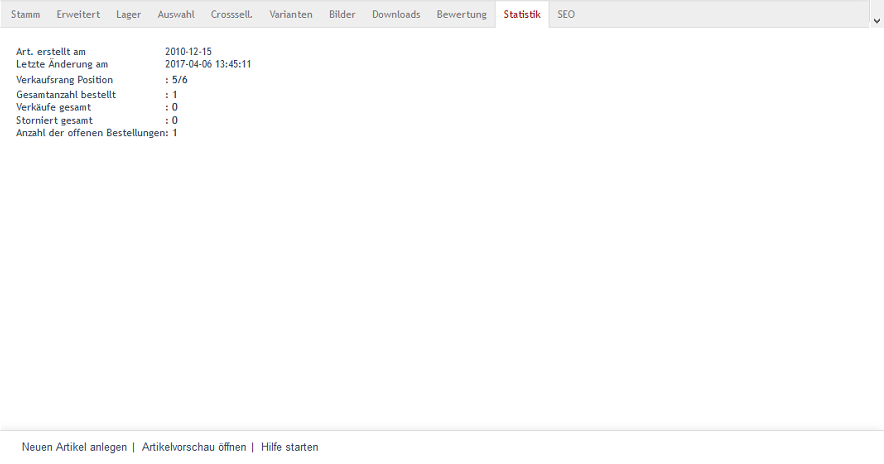 Stamm Erweitert Lager Auswahl Crosssell. Varianten Bilder Downloads Bewertung Statistik SEO
Art. erstellt am 2010-12-15
Letzte Änderung am 2017-04-06 13:45:11
Verkaufsrang Position : 5/6
Gesamtanzahl bestellt : 1
Verkäufe gesamt : 0
Storniert gesamt : 0
Anzahl der offenen Bestellungen: 1
Neuen Artikel anlegen | Artikelvorschau öffnen | Hilfe starten